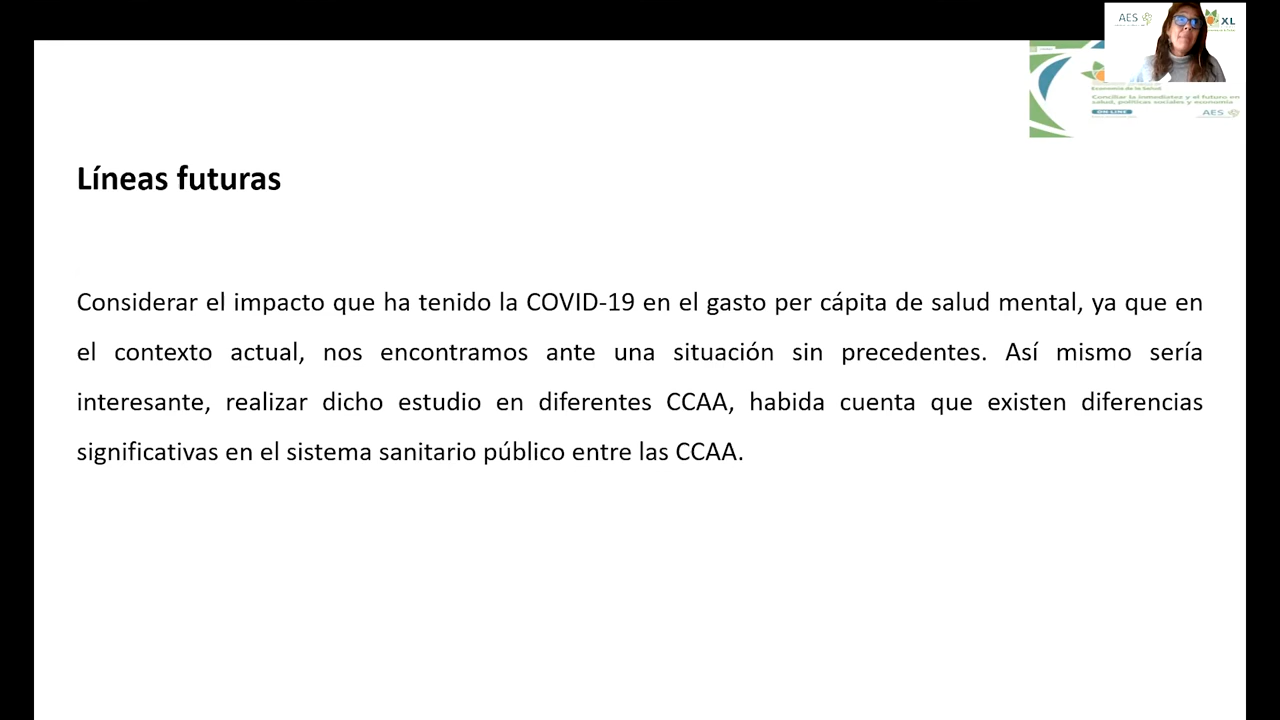 AES
XL
Economía de la Salud
Conciliar la inmediatez y el futuro en
salud, políticas sociales y economía
AES
Líneas futuras
Considerar el impacto que ha tenido la COVID-19 en el gasto per cápita de salud mental, ya que en
el contexto actual, nos encontramos ante una situación sin precedentes. Así mismo sería
interesante, realizar dicho estudio en diferentes CCAA, habida cuenta que existen diferencias
significativas en el sistema sanitario público entre las CCAA.